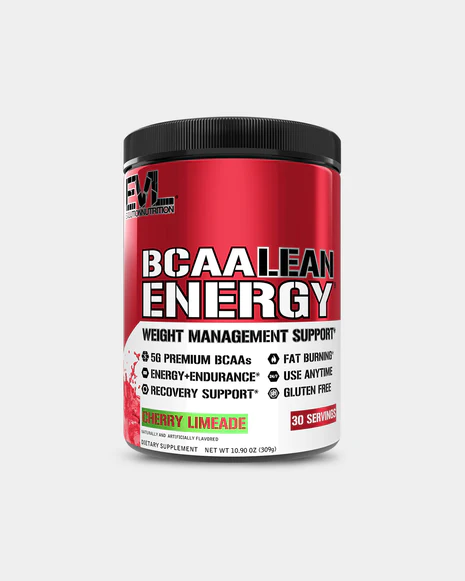 EVL
EVLUTIONNUTRITION
BCAALEAN
ENERGY
WEIGHT MANAGEMENT SUPPORT*
5G PREMIUM BCAAs
ENERGY+ENDURANCE*
RECOVERY SUPPORT*
FAT BURNING*
USE ANYTIME
GLUTEN FREE
CHERRY LIMEADE
30 SERVINGS
NATURALLY AND ARTIFICIALLY FLAVORED
DIETARY SUPPLEMENT NET WT 10.90 OZ (309g)